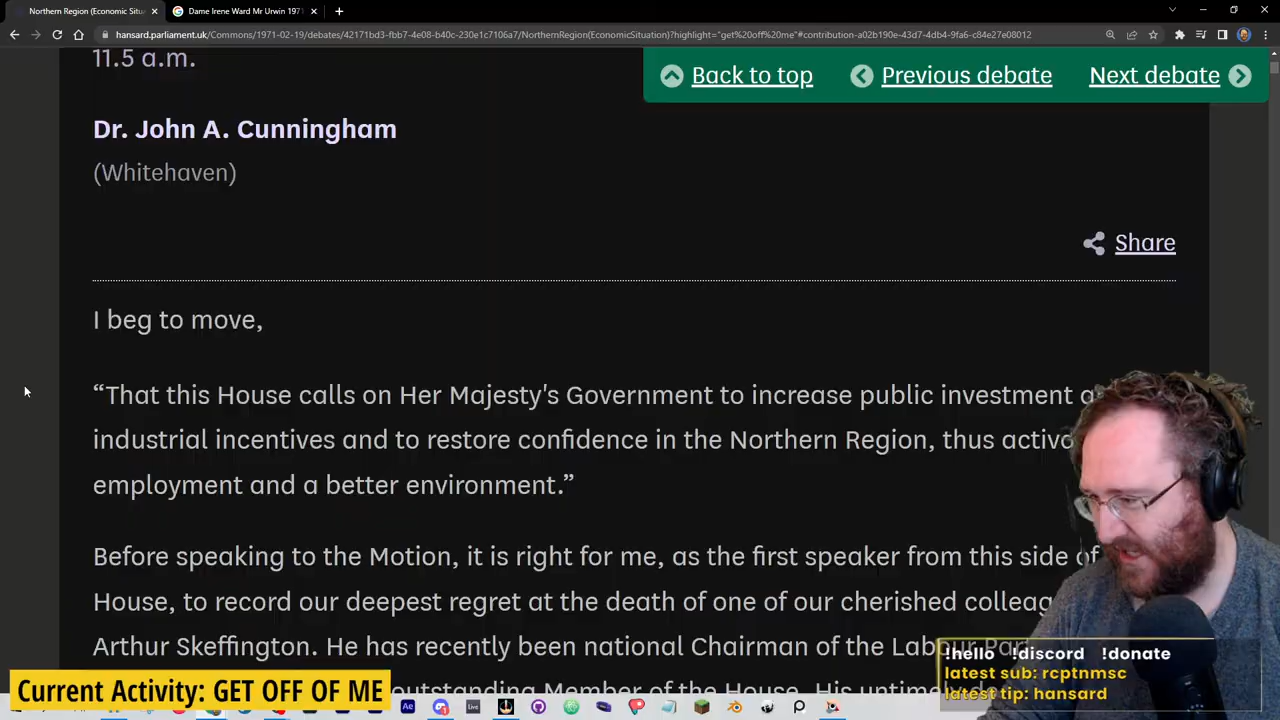 Northern Region (Economic Situa
Dame Irene Ward Mr Urwin 1971
hansard.parliament.uk/Commons/1971-02-19/debates/42171bd3-fbb7-4e08-b40c-230e1c7106a7/NorthernRegion(EconomicSituation)?highlight="get%20off%20me"#contribution-a02b190e-43d7-4db4-9fa6-c84e27e08012
11.5 a.m.
Back to top
Previous debate
Next debate
Dr. John A. Cunningham
(Whitehaven)
Share
I beg to move,
“That this House calls on Her Majesty's Government to increase public investment
industrial incentives and to restore confidence in the Northern Region, thus
employment and a better environment.”
Before speaking to the Motion, it is right for me, as the first speaker from this side of
House, to record our deepest regret at the death of one of our cherished
Arthur Skeffington. He has recently been national Chairman of the Labour
outstanding Member of the House. His
!hello !discord !donate
latest sub: rcptnmsc
latest tip: hansard
Current Activity: GET OFF OF ME
Ae
Live